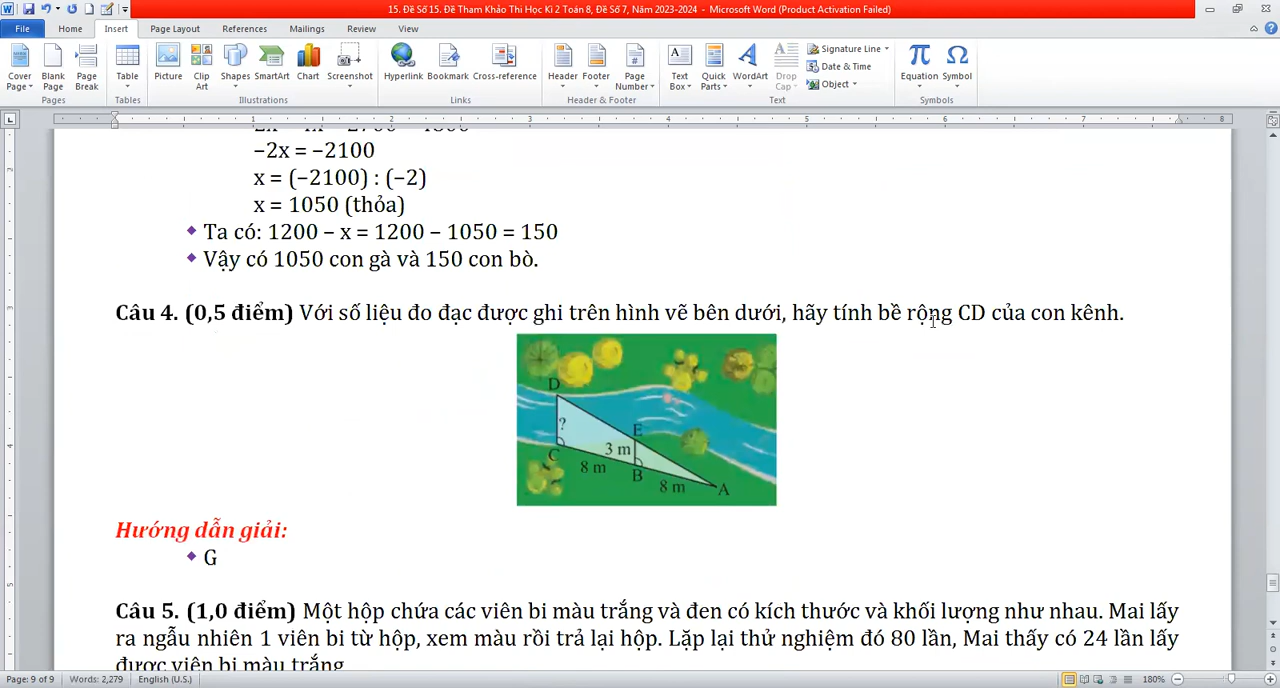 15. Đề Số 15. Đề Tham Khảo Thi Học Kì 2 Toán 8, Đề Số 7, Năm 2023-2024 - Microsoft Word (Product Activation Failed)
File Home Insert Page Layout References Mailings Review View
Cover Page Blank Page Page Break
Pages
Table
Tables
Picture Clip Art Shapes SmartArt Chart Screenshot
Illustrations
Hyperlink Bookmark Cross-reference
Links
Header Footer Page Number
Header & Footer
Text Box Quick Parts WordArt Drop Cap Signature Line Date & Time Object
Text
Equation Symbol
Symbols
1 2 3 4 5 6 7 8
−2x = −2100
x = (−2100) : (−2)
x = 1050 (thỏa)
Ta có: 1200 − x = 1200 − 1050 = 150
Vậy có 1050 con gà và 150 con bò.
Câu 4. (0,5 điểm) Với số liệu đo đạc được ghi trên hình vẽ bên dưới, hãy tính bề rộng CD của con kênh.
D
?
E
C
3 m
8 m
B
8 m
A
Hướng dẫn giải:
G
Câu 5. (1,0 điểm) Một hộp chứa các viên bi màu trắng và đen có kích thước và khối lượng như nhau. Mai lấy
ra ngẫu nhiên 1 viên bi từ hộp, xem màu rồi trả lại hộp. Lặp lại thử nghiệm đó 80 lần, Mai thấy có 24 lần lấy
được viên bi màu trắng
Page: 9 of 9 Words: 2,279 English (U.S.) 180%